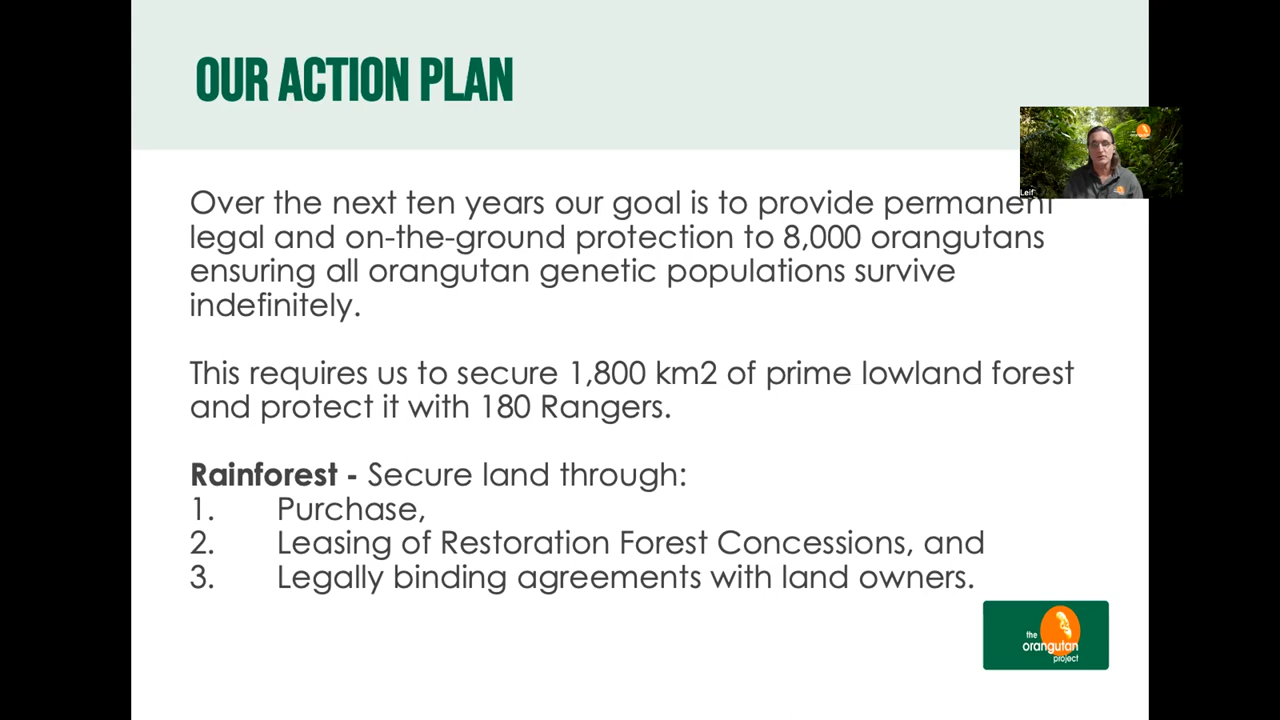 OUR ACTION PLAN
Leif
Over the next ten years our goal is to provide permanent
legal and on-the-ground protection to 8,000 orangutans
ensuring all orangutan genetic populations survive
indefinitely.
This requires us to secure 1,800 km2 of prime lowland forest
and protect it with 180 Rangers.
Rainforest - Secure land through:
1. Purchase,
2. Leasing of Restoration Forest Concessions, and
3. Legally binding agreements with land owners.
the
orangutan
project